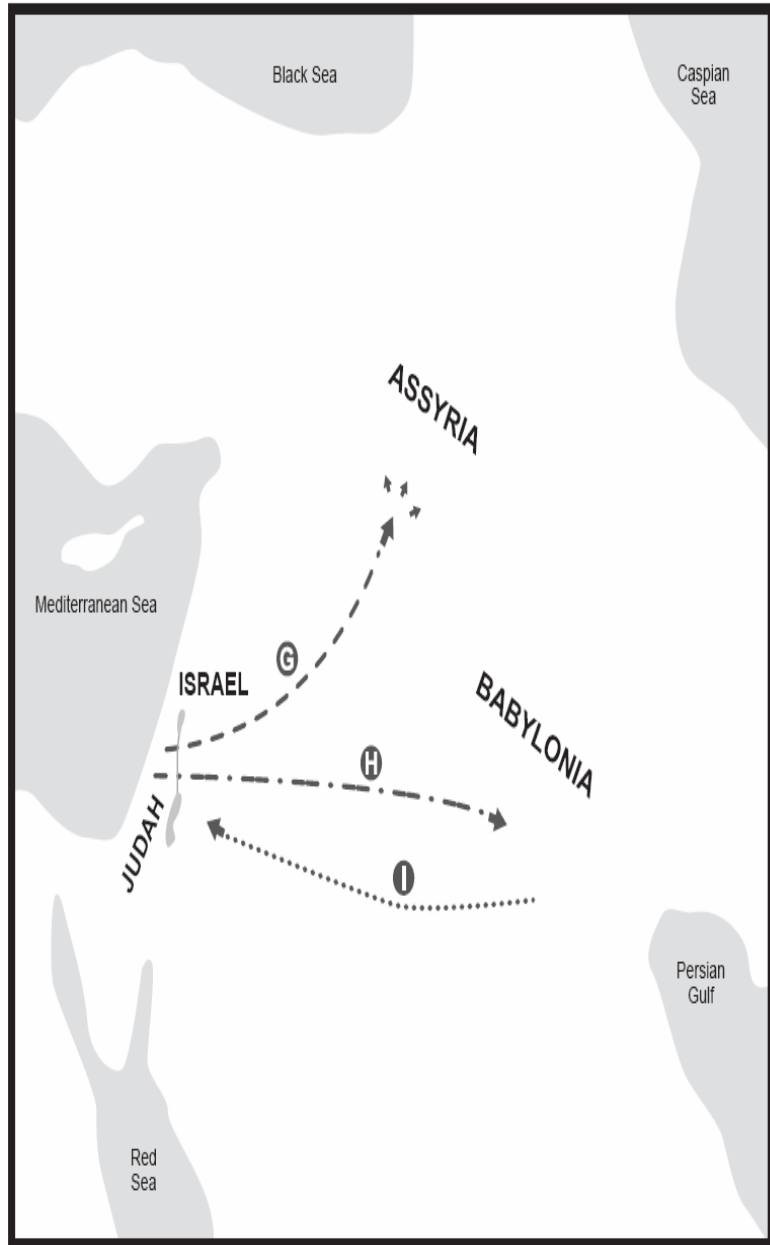 Black Sea
Caspian
Sea
ASSYRIA
Mediterranean Sea
G
ISRAEL
BABYLONIA
H
JUDAH
I
Persian
Gulf
Red
Sea